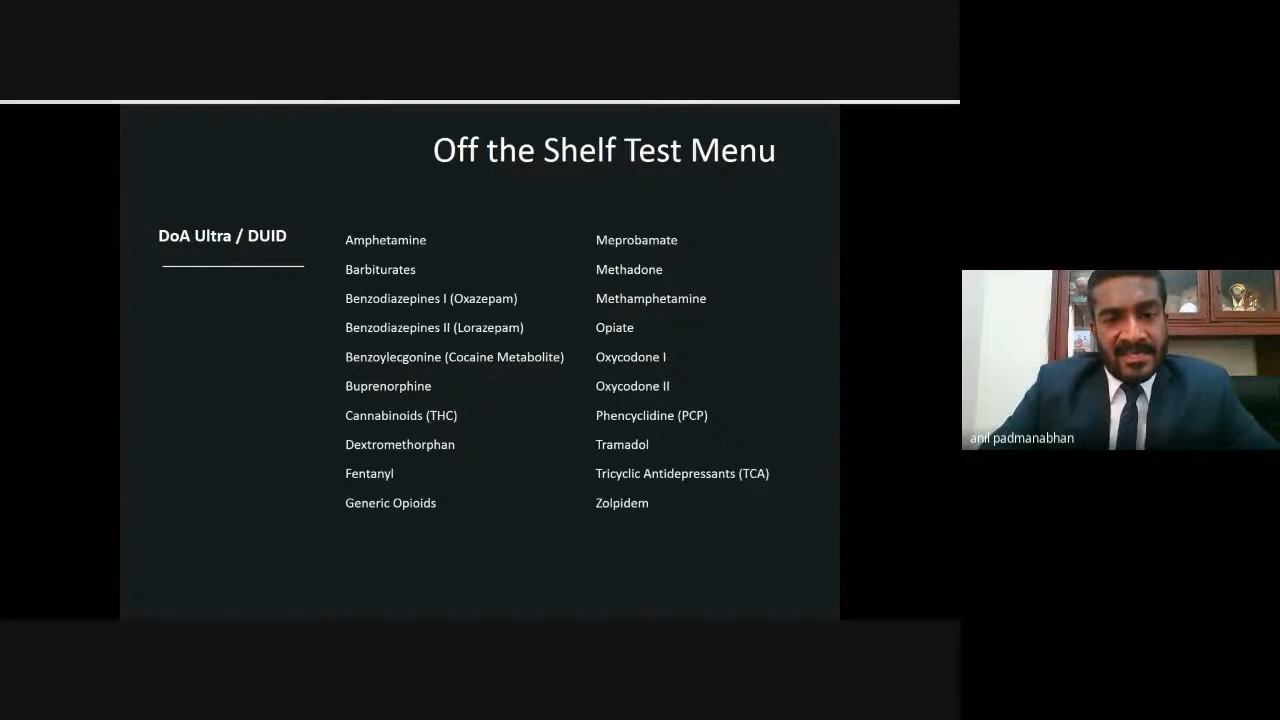 Off the Shelf Test Menu
DoA Ultra / DUID
Amphetamine
Barbiturates
Benzodiazepines I (Oxazepam)
Benzodiazepines II (Lorazepam)
Benzoylecgonine (Cocaine Metabolite)
Buprenorphine
Cannabinoids (THC)
Dextromethorphan
Fentanyl
Generic Opioids
Meprobamate
Methadone
Methamphetamine
Opiate
Oxycodone I
Oxycodone II
Phencyclidine (PCP)
Tramadol
Tricyclic Antidepressants (TCA)
Zolpidem
anil padmanabhan